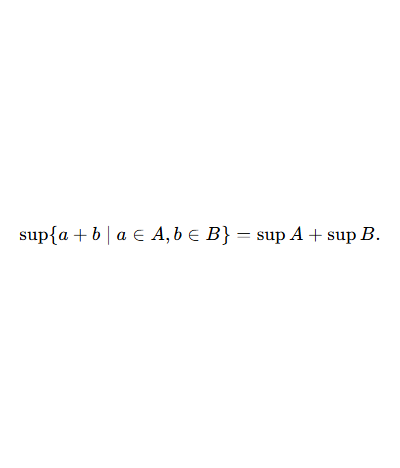 sup{a + b | a ∈ A, b ∈ B} = sup A + sup B.